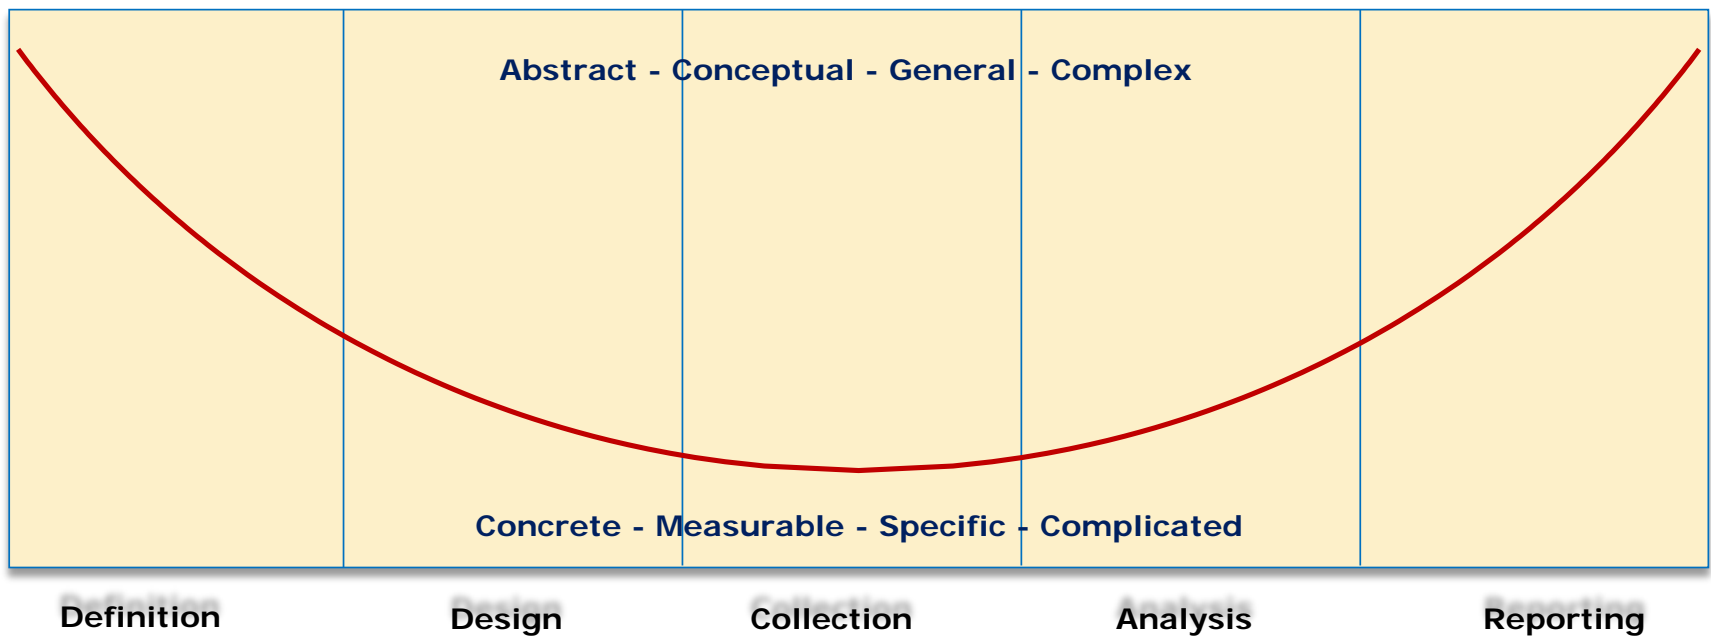 Abstract - Conceptual - General - Complex
Concrete - Measurable - Specific - Complicated
Definition Design Collection Analysis Reporting